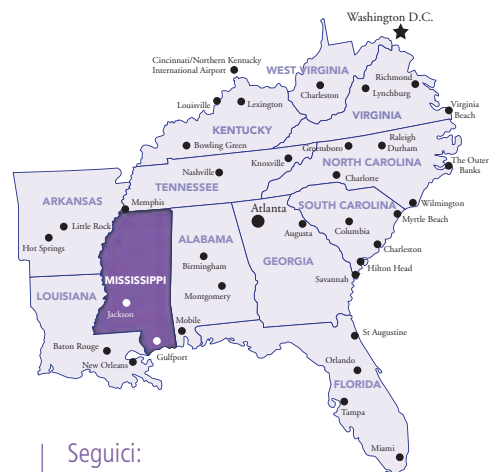 Washington D.C.
Cincinnati/Northern Kentucky
International Airport
WEST VIRGINIA
Charleston
Richmond
Lynchburg
Louisville
Lexington
VIRGINIA
Virginia
Beach
KENTUCKY
Bowling Green
Greensboro
Raleigh
Durham
Knoxville
Nashville
NORTH CAROLINA
The Outer
Banks
TENNESSEE
Charlotte
ARKANSAS
Memphis
Wilmington
SOUTH CAROLINA
Atlanta
Myrtle Beach
Little Rock
Augusta
Columbia
ALABAMA
Hot Springs
Charleston
Birmingham
GEORGIA
Hilton Head
MISSISSIPPI
Savannah
LOUISIANA
Montgomery
Jackson
Mobile
St Augustine
Baton Rouge
Gulfport
New Orleans
Orlando
FLORIDA
Tampa
Miami
Seguici: